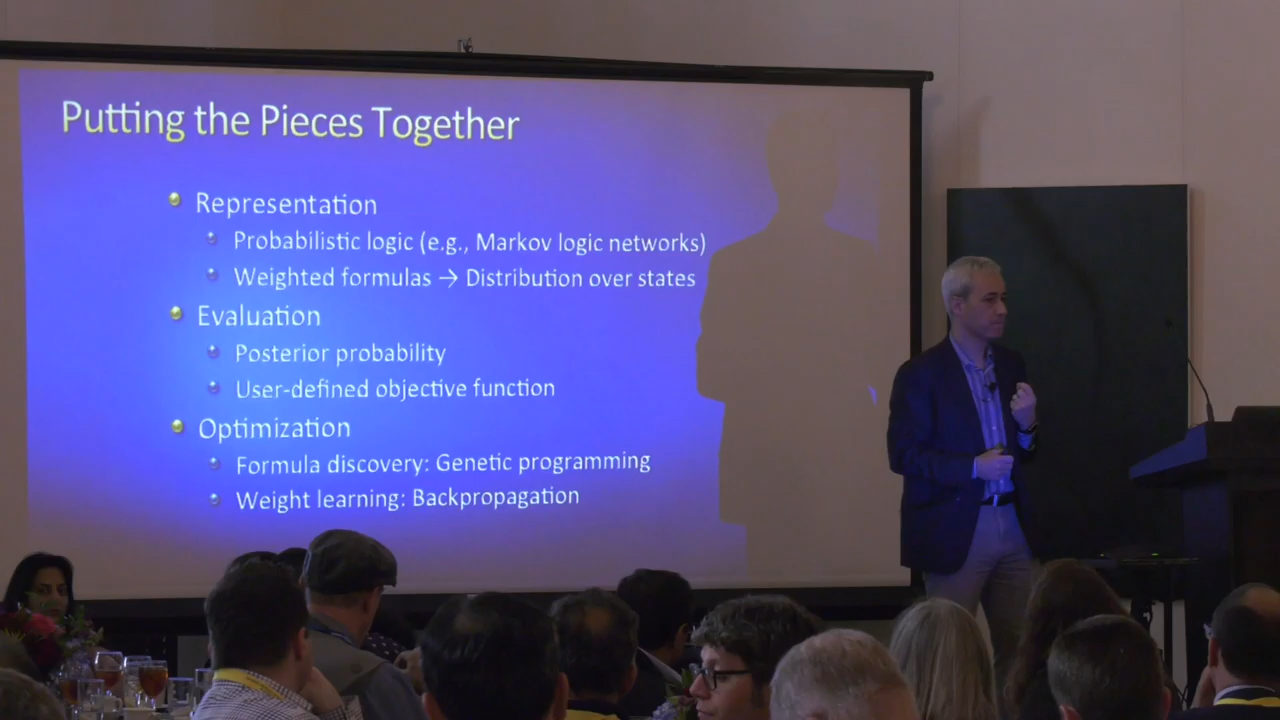 Putting the Pieces Together
Representation
Probabilistic logic (e.g., Markov logic networks)
Weighted formulas → Distribution over states
Evaluation
Posterior probability
User-defined objective function
Optimization
Formula discovery: Genetic programming
Weight learning: Backpropagation